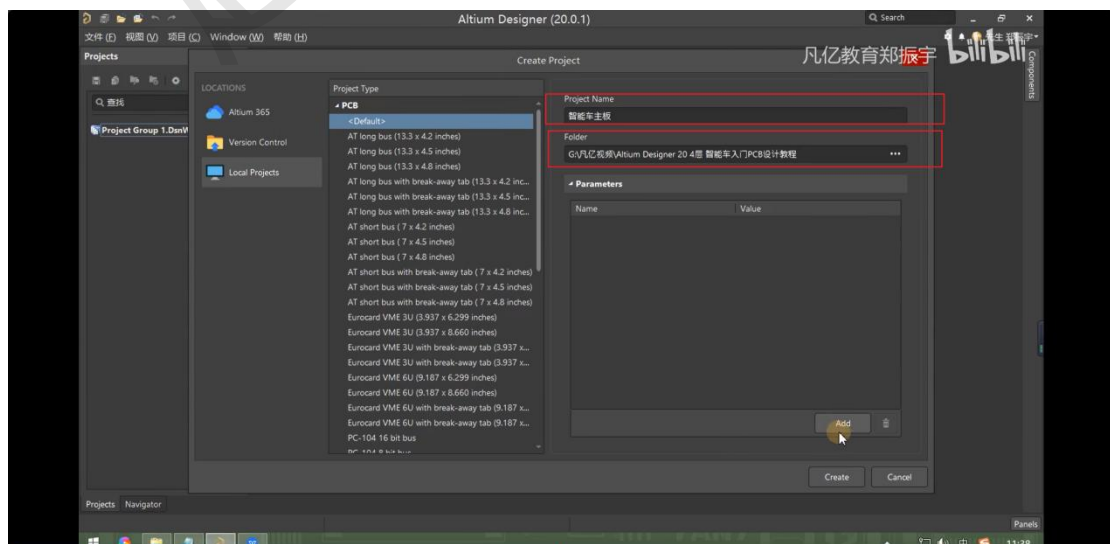 Altium Designer (20.0.1)
Search
文件 (F) 视图 (V) 项目 (C) Window (W) 帮助 (H)
凡亿教育郑振宇
bilibili
Projects
Create Project
Components
查找
Project Group 1.DsnW
LOCATIONS
Altium 365
Version Control
Local Projects
Project Type
PCB
<Default>
AT long bus (13.3 x 4.2 inches)
AT long bus (13.3 x 4.5 inches)
AT long bus (13.3 x 4.8 inches)
AT long bus with break-away tab (13.3 x 4.2 inc...
AT long bus with break-away tab (13.3 x 4.5 inc...
AT long bus with break-away tab (13.3 x 4.8 inc...
AT short bus ( 7 x 4.2 inches)
AT short bus ( 7 x 4.5 inches)
AT short bus ( 7 x 4.8 inches)
AT short bus with break-away tab ( 7 x 4.2 inches)
AT short bus with break-away tab ( 7 x 4.5 inches)
AT short bus with break-away tab ( 7 x 4.8 inches)
Eurocard VME 3U (3.937 x 6.299 inches)
Eurocard VME 3U (3.937 x 8.660 inches)
Eurocard VME 3U with break-away tab (3.937 x...
Eurocard VME 3U with break-away tab (3.937 x...
Eurocard VME 6U (9.187 x 6.299 inches)
Eurocard VME 6U (9.187 x 8.660 inches)
Eurocard VME 6U with break-away tab (9.187 x...
Eurocard VME 6U with break-away tab (9.187 x...
PC-104 16 bit bus
PC-104 8 bit bus
Project Name
智能车主板
Folder
G:\凡亿视频\Altium Designer 20 4层 智能车入门PCB设计教程
Parameters
Name Value
Add
Create Cancel
Projects Navigator
Panels
中
11:38